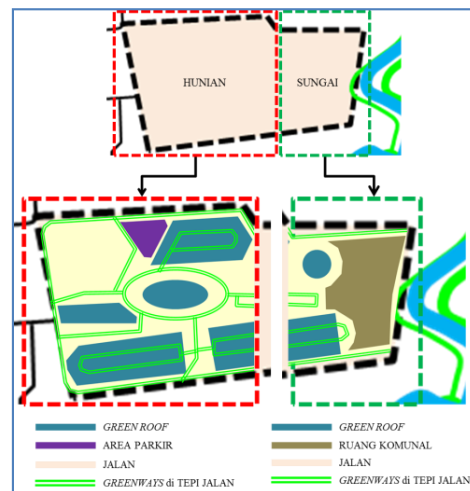 HUNIAN
SUNGAI
GREEN ROOF
AREA PARKIR
JALAN
GREENWAYS di TEPI JALAN
GREEN ROOF
RUANG KOMUNAL
JALAN
GREENWAYS di TEPI JALAN